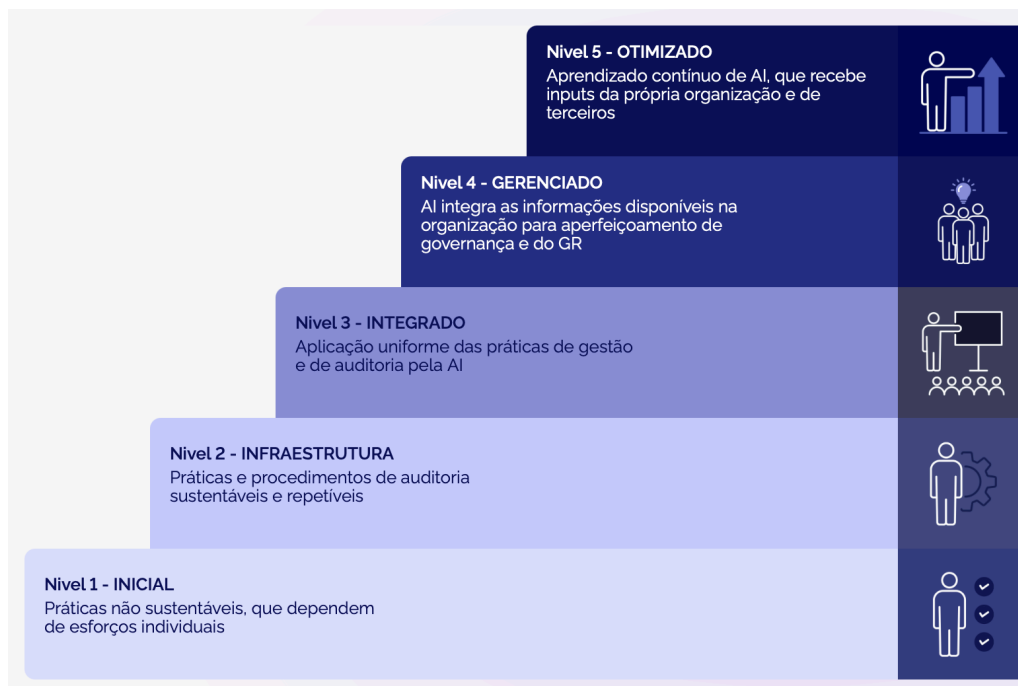 Nivel 5 - OTIMIZADO
Aprendizado contínuo de AI, que recebe
inputs da própria organização e de
terceiros
Nivel 4 - GERENCIADO
AI integra as informações disponíveis na
organização para aperfeiçoamento de
governança e do GR
Nivel 3 - INTEGRADO
Aplicação uniforme das práticas de gestão
e de auditoria pela AI
Nivel 2 - INFRAESTRUTURA
Práticas e procedimentos de auditoria
sustentáveis e repetíveis
Nivel 1 - INICIAL
Práticas não sustentáveis, que dependem
de esforços individuais